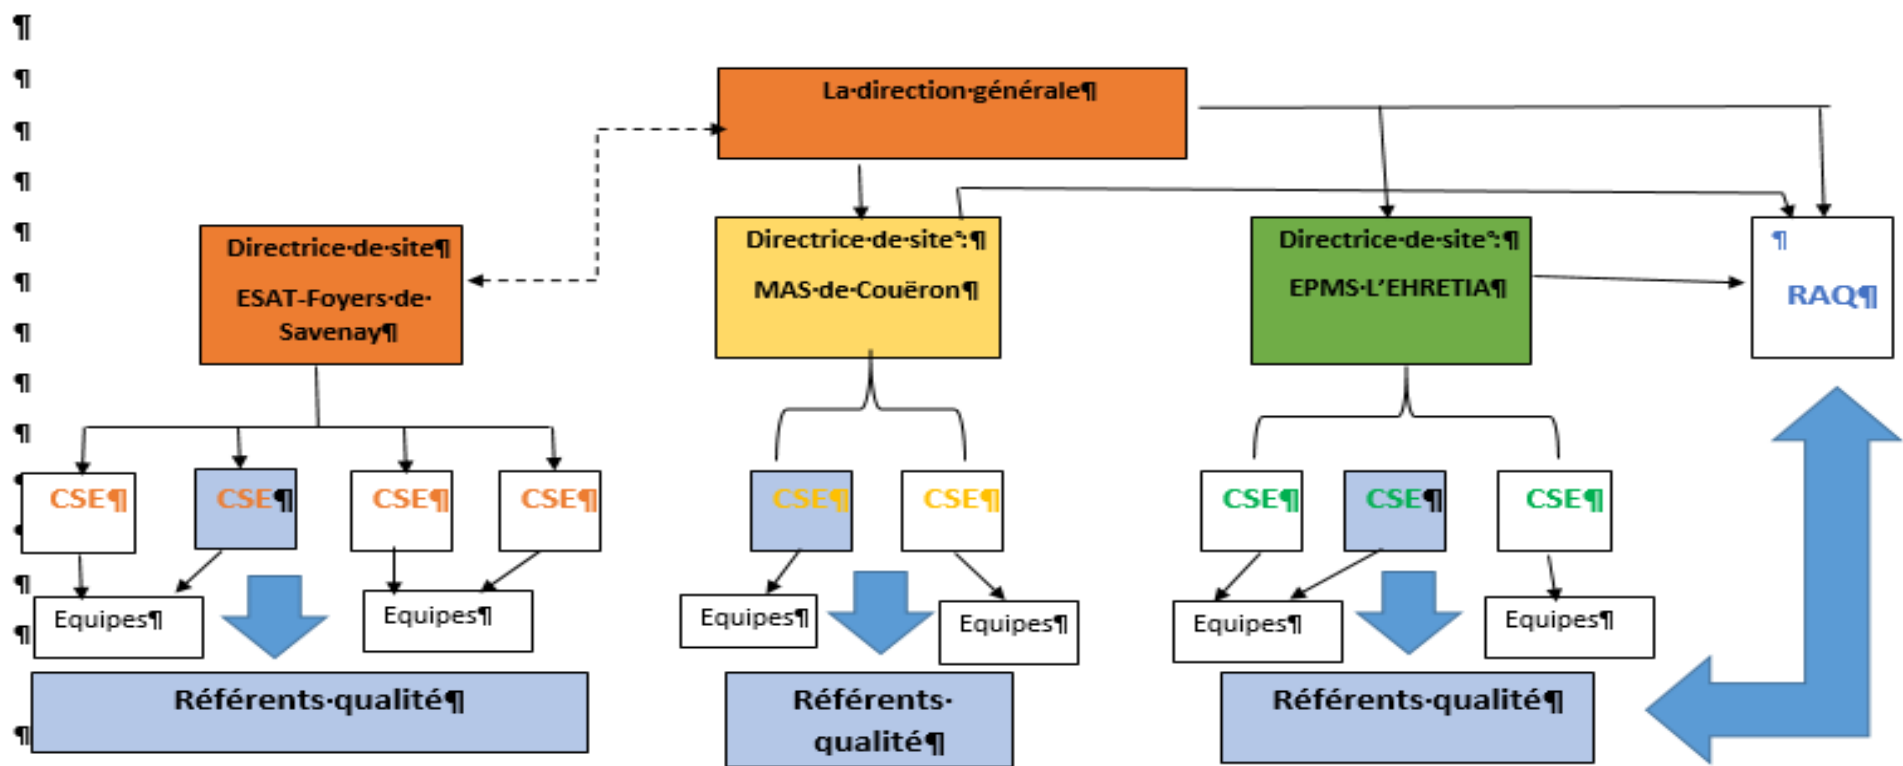 La direction générale
Directrice de site
ESAT-Foyers de
Savenay
Directrice de site :
MAS de Couëron
Directrice de site :
EPMS L'EHRETIA
RAQ
CSE
CSE
CSE
CSE
CSE
CSE
CSE
CSE
CSE
Equipes
Equipes
Equipes
Equipes
Equipes
Equipes
Référents qualité
Référents
qualité
Référents qualité